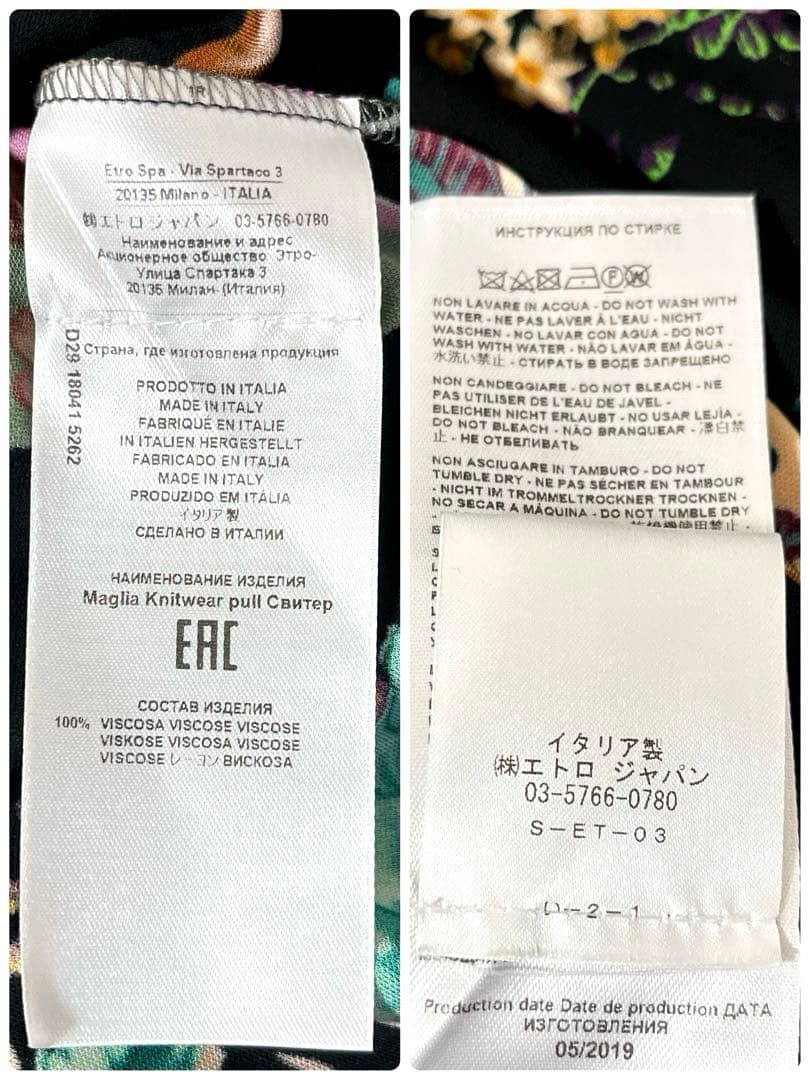 1R
Etro Spa - Via Spartaco 3
20135 Milano - ITALIA
㈱エトロ ジャパン 03-5766-0780
Наименование и адрес
Акционерное общество Этро-
Улица Спартака 3
20135 Милан- (Италия)
D29 18041 5262
Страна, где изготовлена продукция
PRODOTTO IN ITALIA
MADE IN ITALY
FABRIQUÉ EN ITALIE
IN ITALIEN HERGESTELLT
FABRICADO EN ITALIA
MADE IN ITALY
PRODUZIDO EM ITÁLIA
イタリア製
СДЕЛАНО В ИТАЛИИ
НАИМЕНОВАНИЕ ИЗДЕЛИЯ
Maglia Knitwear pull Свитер
EAC
СОСТАВ ИЗДЕЛИЯ
100% VISCOSA VISCOSE VISCOSE
VISKOSE VISCOSA VISCOSE
VISCOSE レーヨン ВИСКОЗА
ИНСТРУКЦИЯ ПО СТИРКЕ
P W
NON LAVARE IN ACQUA - DO NOT WASH WITH
WATER - NE PAS LAVER À L'EAU - NICHT
WASCHEN - NO LAVAR CON AGUA - DO NOT
WASH WITH WATER - NÃO LAVAR EM ÁGUA -
水洗い禁止 - СТИРАТЬ В ВОДЕ ЗАПРЕЩЕНО
NON CANDEGGIARE - DO NOT BLEACH - NE
PAS UTILISER DE L'EAU DE JAVEL -
BLEICHEN NICHT ERLAUBT - NO USAR LEJÍA -
DO NOT BLEACH - NÃO BRANQUEAR - 漂白禁
止 - НЕ ОТБЕЛИВАТЬ
NON ASCIUGARE IN TAMBURO - DO NOT
TUMBLE DRY - NE PAS SÉCHER EN TAMBOUR
- NICHT IM TROMMELTROCKNER TROCKNEN -
NO SECAR A MÁQUINA - DO NOT TUMBLE DRY
イタリア製
(株)エトロ ジャパン
03-5766-0780
S-ET-03
い-2-1
Production date Date de production ДАТА
ИЗГОТОВЛЕНИЯ
05/2019